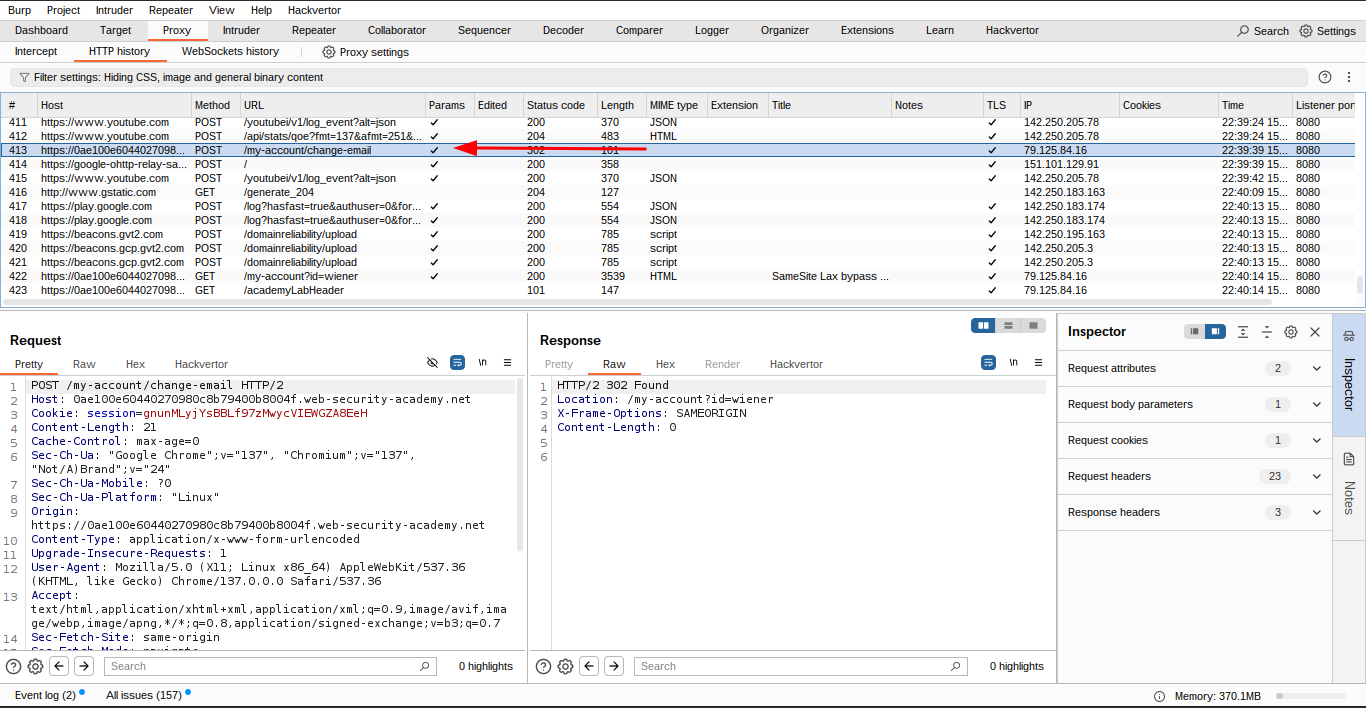 Burp Project Intruder Repeater View Help Hackvertor
Dashboard Target Proxy Intruder Repeater Collaborator Sequencer Decoder Comparer Logger Organizer Extensions Learn Hackvertor Search Settings
Intercept HTTP history WebSockets history Proxy settings
Filter settings: Hiding CSS, image and general binary content
# Host Method URL Params Edited Status code Length MIME type Extension Title Notes TLS IP Cookies Time Listener port
411 https://www.youtube.com POST /youtubei/v1/log_event?alt=json ✓ 200 370 JSON ✓ 142.250.205.78 22:39:24 15... 8080
412 https://www.youtube.com POST /api/stats/qoe?fmt=137&afmt=251&... ✓ 204 483 HTML ✓ 142.250.205.78 22:39:24 15... 8080
413 https://0ae100e6044027098... POST /my-account/change-email ✓ 302 101 ✓ 79.125.84.16 22:39:39 15... 8080
414 https://google-ohttp-relay-sa... POST / 200 358 ✓ 151.101.129.91 22:39:39 15... 8080
415 https://www.youtube.com POST /youtubei/v1/log_event?alt=json ✓ 200 370 JSON ✓ 142.250.205.78 22:39:42 15... 8080
416 http://www.gstatic.com GET /generate_204 204 127 142.250.183.163 22:40:09 15... 8080
417 https://play.google.com POST /log?hasfast=true&authuser=0&for... ✓ 200 554 JSON ✓ 142.250.183.174 22:40:13 15... 8080
418 https://play.google.com POST /log?hasfast=true&authuser=0&for... ✓ 200 554 JSON ✓ 142.250.183.174 22:40:13 15... 8080
419 https://beacons.gvt2.com POST /domainreliability/upload ✓ 200 785 script ✓ 142.250.195.163 22:40:13 15... 8080
420 https://beacons.gcp.gvt2.com POST /domainreliability/upload ✓ 200 785 script ✓ 142.250.205.3 22:40:13 15... 8080
421 https://beacons.gcp.gvt2.com POST /domainreliability/upload ✓ 200 785 script ✓ 142.250.205.3 22:40:13 15... 8080
422 https://0ae100e6044027098... GET /my-account?id=wiener ✓ 200 3539 HTML SameSite Lax bypass ... ✓ 79.125.84.16 22:40:14 15... 8080
423 https://0ae100e6044027098... GET /academyLabHeader 101 147 ✓ 79.125.84.16 22:40:14 15... 8080
Request
Pretty Raw Hex Hackvertor \n
1 POST /my-account/change-email HTTP/2
2 Host: 0ae100e60440270980c8b79400b8004f.web-security-academy.net
3 Cookie: session=gnunMLyjYsBBLf97zMwycVIEWGZA8EeH
4 Content-Length: 21
5 Cache-Control: max-age=0
6 Sec-Ch-Ua: "Google Chrome";v="137", "Chromium";v="137",
"Not/A)Brand";v="24"
7 Sec-Ch-Ua-Mobile: ?0
8 Sec-Ch-Ua-Platform: "Linux"
9 Origin:
https://0ae100e60440270980c8b79400b8004f.web-security-academy.net
10 Content-Type: application/x-www-form-urlencoded
11 Upgrade-Insecure-Requests: 1
12 User-Agent: Mozilla/5.0 (X11; Linux x86_64) AppleWebKit/537.36
(KHTML, like Gecko) Chrome/137.0.0.0 Safari/537.36
13 Accept:
text/html,application/xhtml+xml,application/xml;q=0.9,image/avif,ima
ge/webp,image/apng,*/*;q=0.8,application/signed-exchange;v=b3;q=0.7
14 Sec-Fetch-Site: same-origin
Search 0 highlights
Response
Pretty Raw Hex Render Hackvertor \n
1 HTTP/2 302 Found
2 Location: /my-account?id=wiener
3 X-Frame-Options: SAMEORIGIN
4 Content-Length: 0
5
6
Search 0 highlights
Inspector
Request attributes 2
Request body parameters 1
Request cookies 1
Request headers 23
Response headers 3
Inspector
Notes
Event log (2) All issues (157) Memory: 370.1MB